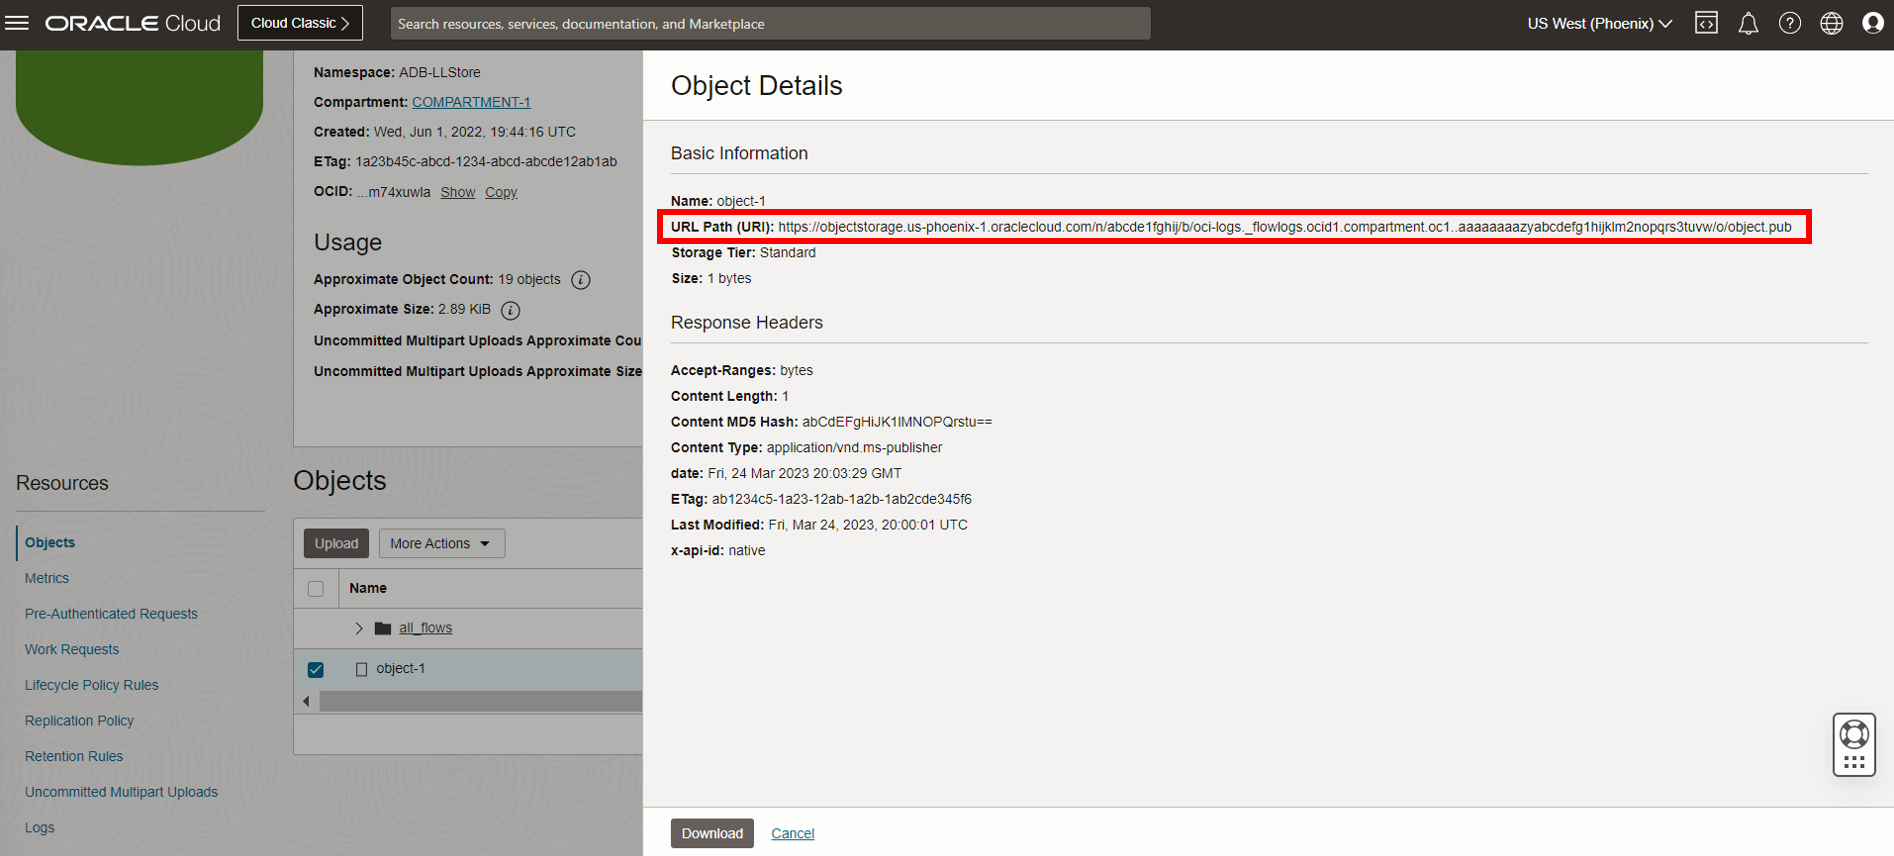 ORACLE Cloud
Cloud Classic
Search resources, services, documentation, and Marketplace
US West (Phoenix)
Namespace: ADB-LLStore
Compartment: COMPARTMENT-1
Created: Wed, Jun 1, 2022, 19:44:16 UTC
ETag: 1a23b45c-abcd-1234-abcd-abcde12ab1ab
OCID: ...m74xuwla Show Copy
Usage
Approximate Object Count: 19 objects
Approximate Size: 2.89 KiB
Uncommitted Multipart Uploads Approximate Cou
Uncommitted Multipart Uploads Approximate Size
Resources
Objects
Metrics
Pre-Authenticated Requests
Work Requests
Lifecycle Policy Rules
Replication Policy
Retention Rules
Uncommitted Multipart Uploads
Logs
Objects
Upload
More Actions
Name
all_flows
object-1
Object Details
Basic Information
Name: object-1
URL Path (URI): https://objectstorage.us-phoenix-1.oraclecloud.com/n/abcde1fghij/b/oci-logs._flowlogs.ocid1.compartment.oc1..aaaaaaaazyabcdefg1hijklm2nopqrs3tuvw/o/object.pub
Storage Tier: Standard
Size: 1 bytes
Response Headers
Accept-Ranges: bytes
Content Length: 1
Content MD5 Hash: abCdEFgHiJK1lMNOPQrstu==
Content Type: application/vnd.ms-publisher
date: Fri, 24 Mar 2023 20:03:29 GMT
ETag: ab1234c5-1a23-12ab-1a2b-1ab2cde345f6
Last Modified: Fri, Mar 24, 2023, 20:00:01 UTC
x-api-id: native
Download
Cancel